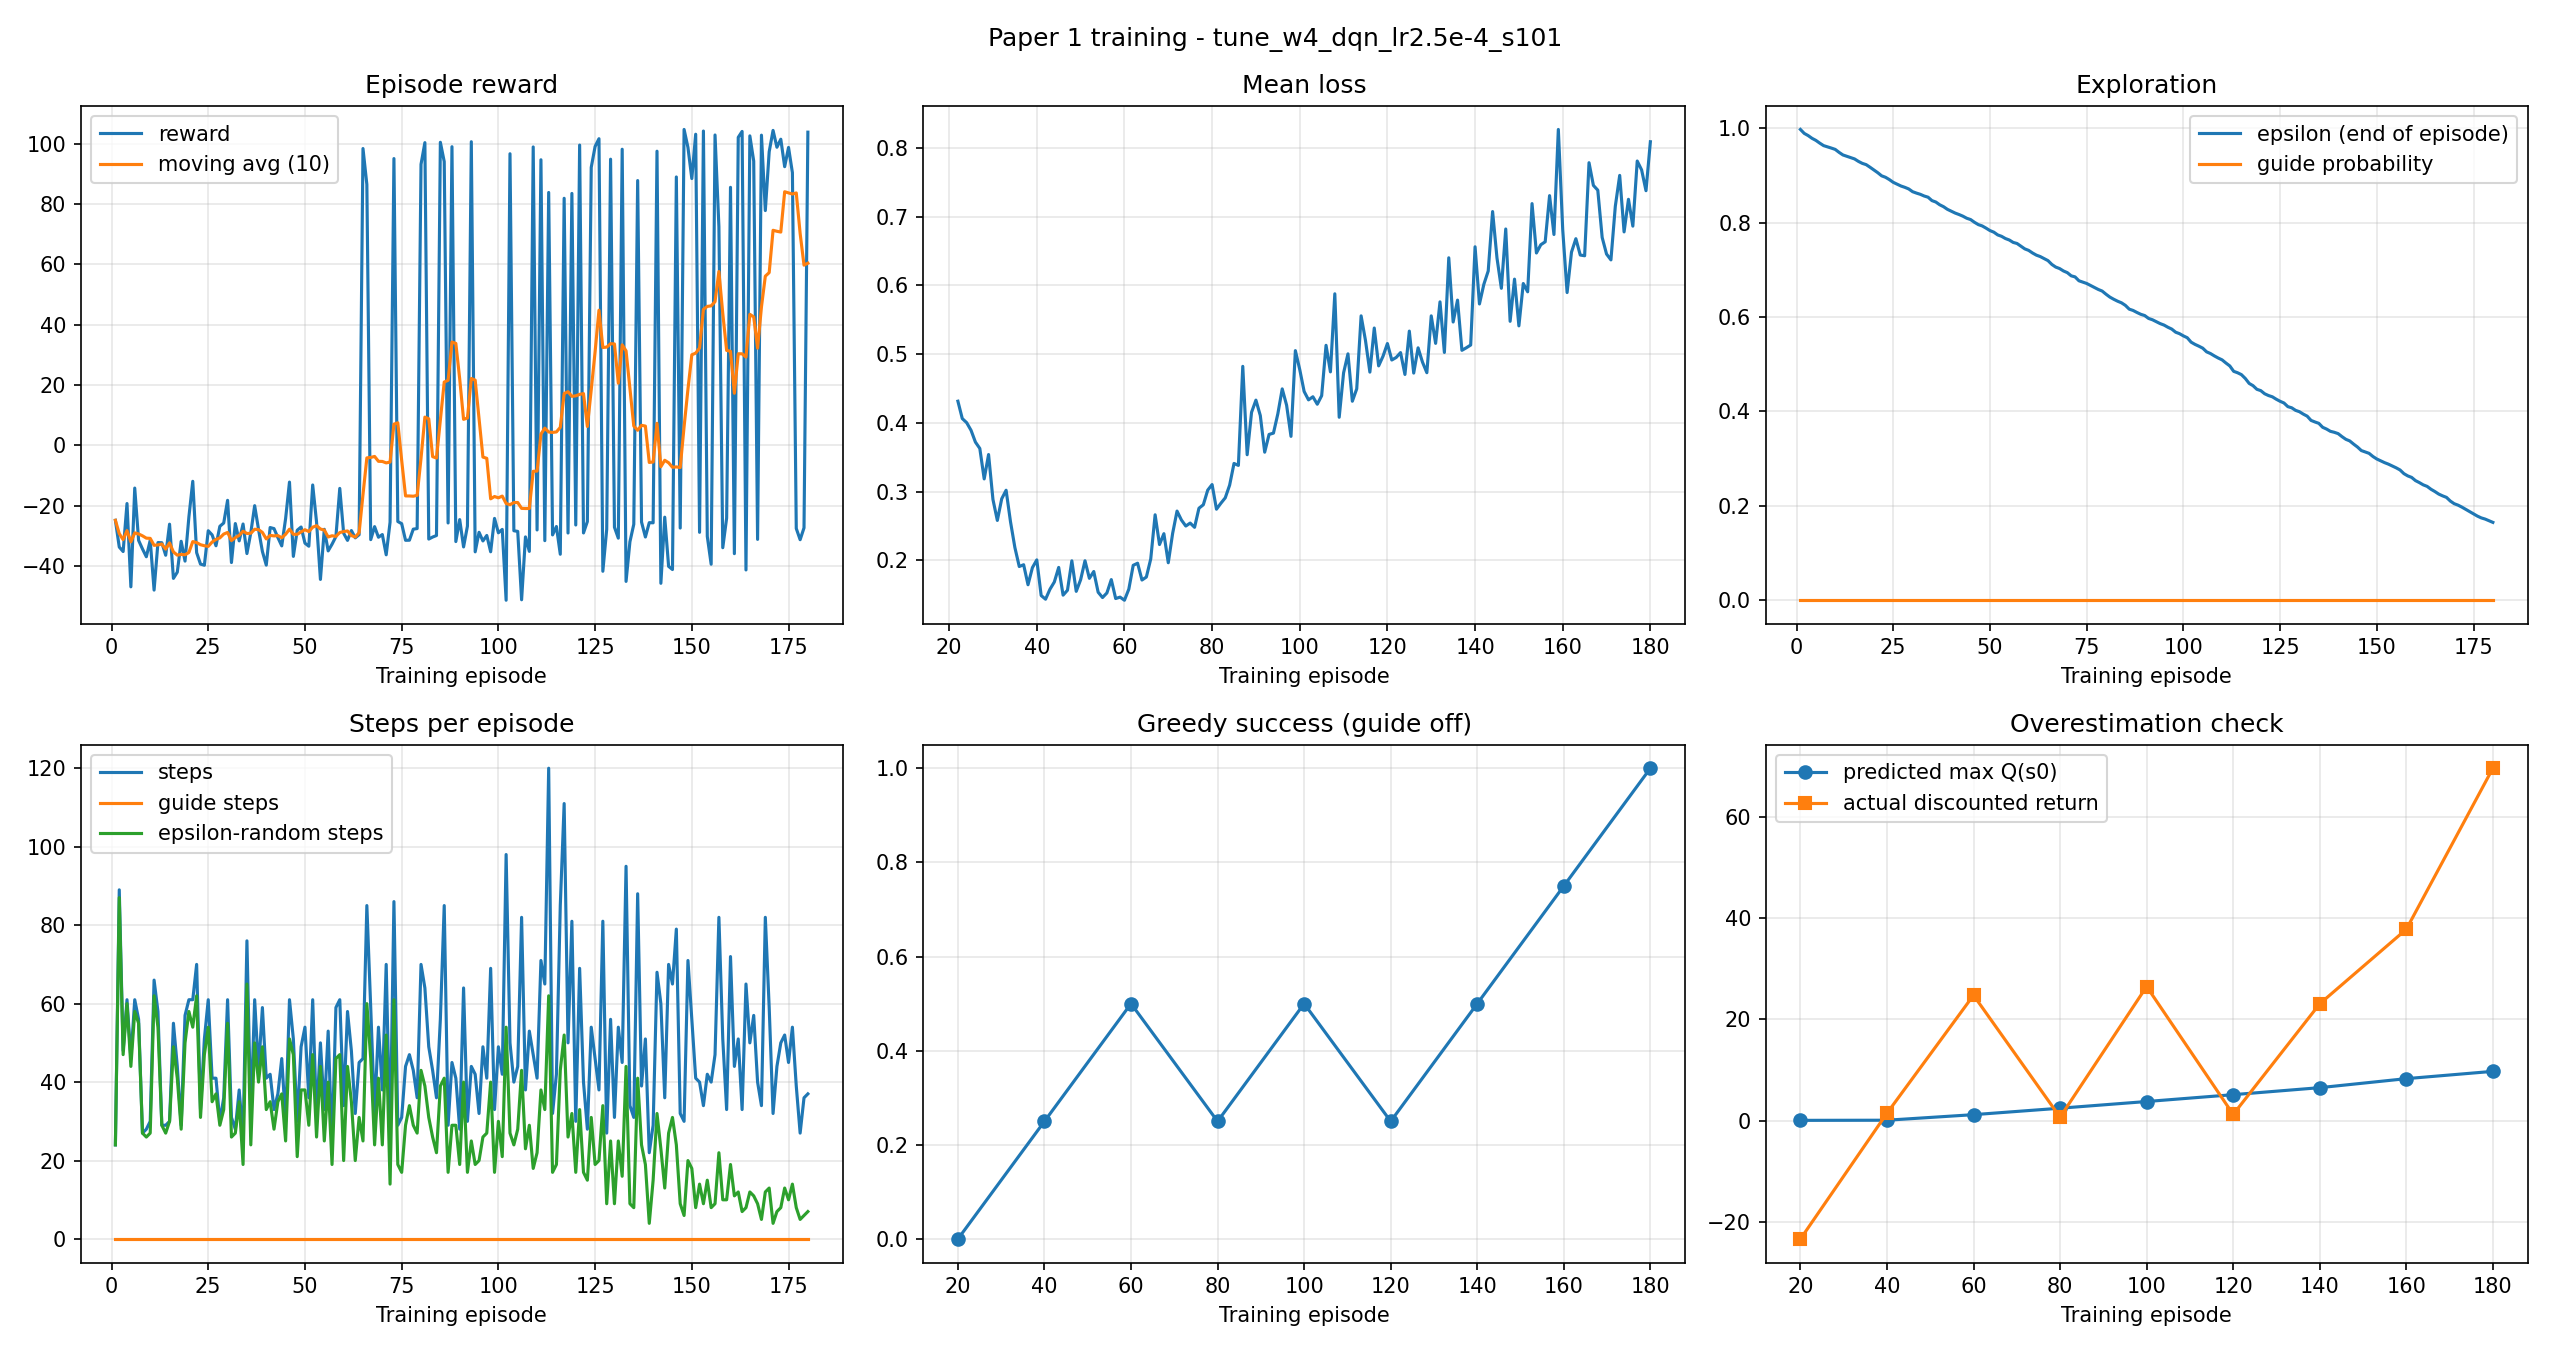 Paper 1 training - tune_w4_dqn_lr2.5e-4_s101
Episode reward
reward
moving avg (10)
100
80
60
40
20
0
−20
−40
0 25 50 75 100 125 150 175
Training episode
Mean loss
0.8
0.7
0.6
0.5
0.4
0.3
0.2
20 40 60 80 100 120 140 160 180
Training episode
Exploration
epsilon (end of episode)
guide probability
1.0
0.8
0.6
0.4
0.2
0.0
0 25 50 75 100 125 150 175
Training episode
Steps per episode
steps
guide steps
epsilon-random steps
120
100
80
60
40
20
0
0 25 50 75 100 125 150 175
Training episode
Greedy success (guide off)
1.0
0.8
0.6
0.4
0.2
0.0
20 40 60 80 100 120 140 160 180
Training episode
Overestimation check
predicted max Q(s0)
actual discounted return
60
40
20
0
−20
20 40 60 80 100 120 140 160 180
Training episode